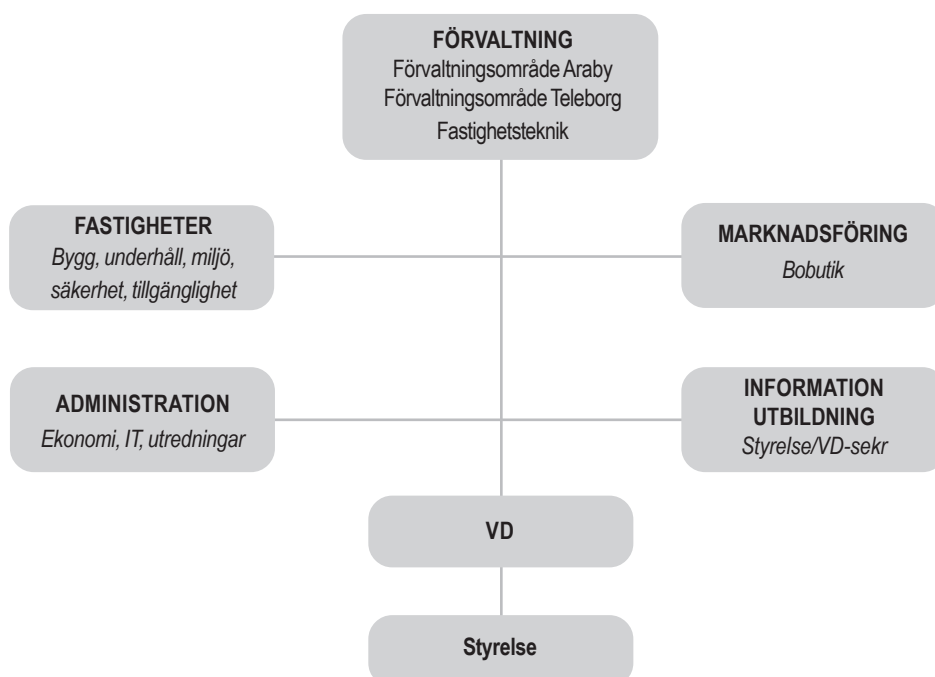 FÖRVALTNING
Förvaltningsområde Araby
Förvaltningsområde Teleborg
Fastighetsteknik
FASTIGHETER
Bygg, underhåll, miljö,
säkerhet, tillgänglighet
MARKNADSFÖRING
Bobutik
ADMINISTRATION
Ekonomi, IT, utredningar
INFORMATION
UTBILDNING
Styrelse/VD-sekr
VD
Styrelse